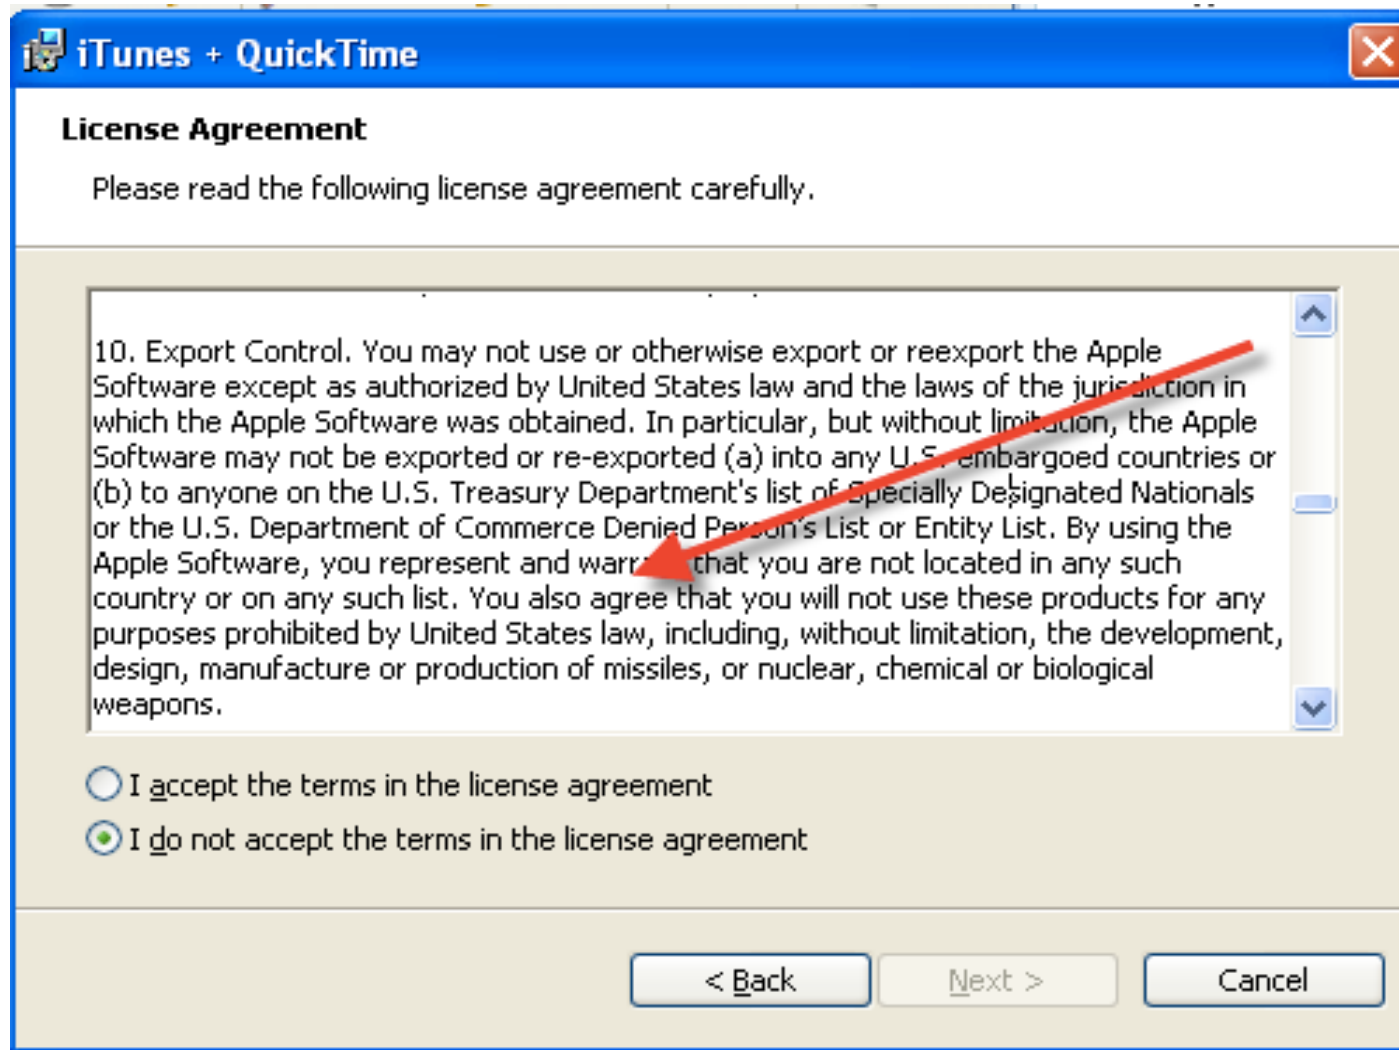 iTunes + QuickTime
License Agreement
Please read the following license agreement carefully.
10. Export Control. You may not use or otherwise export or reexport the Apple
Software except as authorized by United States law and the laws of the jurisdiction in
which the Apple Software was obtained. In particular, but without limitation, the Apple
Software may not be exported or re-exported (a) into any U.S. embargoed countries or
(b) to anyone on the U.S. Treasury Department's list of Specially Designated Nationals
or the U.S. Department of Commerce Denied Person's List or Entity List. By using the
Apple Software, you represent and warrant that you are not located in any such
country or on any such list. You also agree that you will not use these products for any
purposes prohibited by United States law, including, without limitation, the development,
design, manufacture or production of missiles, or nuclear, chemical or biological
weapons.
I accept the terms in the license agreement
I do not accept the terms in the license agreement
< Back
Next >
Cancel